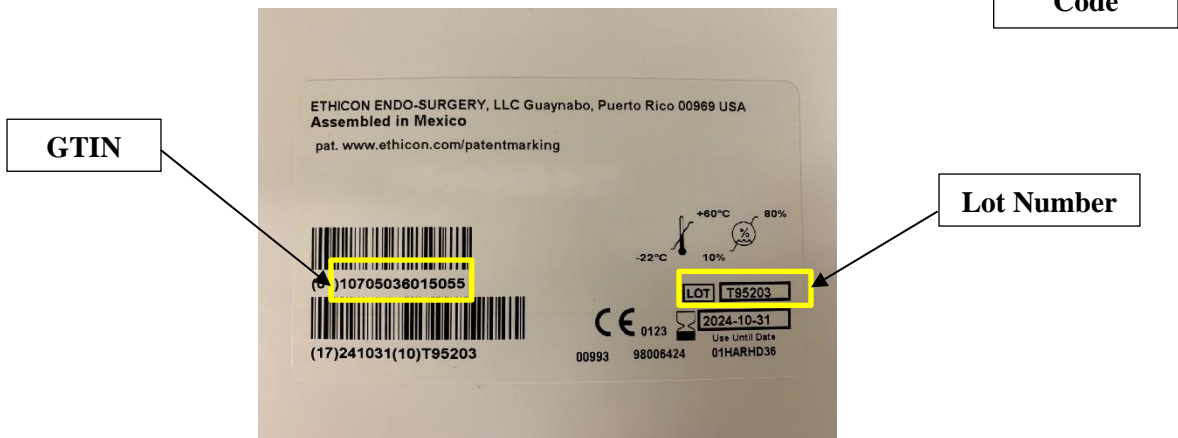 Code
ETHICON ENDO-SURGERY, LLC Guaynabo, Puerto Rico 00969 USA
Assembled in Mexico
pat. www.ethicon.com/patentmarking
GTIN
Lot Number
+60°C 80%
%
-22°C 10%
)10705036015055
LOT T95203
CE 0123 2024-10-31
Use Until Date
(17)241031(10)T95203
00993 98006424 01HARHD36